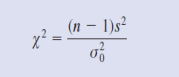 χ² = (n − 1)s² / σ₀²